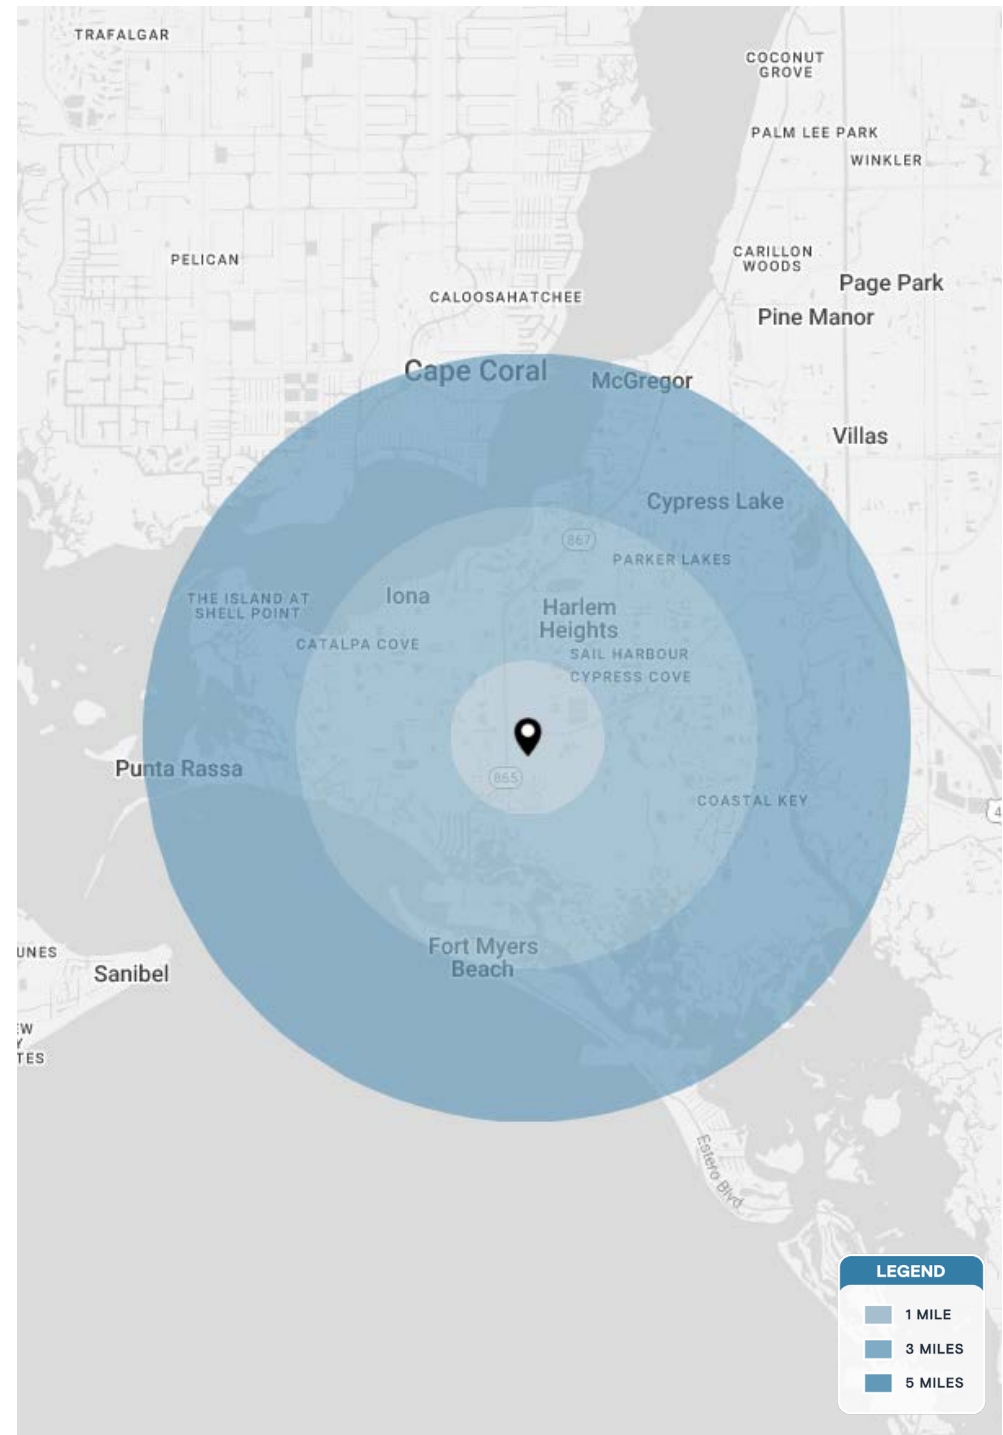 TRAFALGAR
COCONUT
GROVE
PALM LEE PARK
WINKLER
PELICAN
CARILLON
WOODS
Page Park
CALOOSAHATCHEE
Pine Manor
Cape Coral
McGregor
Villas
Cypress Lake
867
PARKER LAKES
THE ISLAND AT
SHELL POINT
Iona
Harlem
Heights
CATALPA COVE
SAIL HARBOUR
CYPRESS COVE
Punta Rassa
865
COASTAL KEY
4
Fort Myers
Beach
UNES
Sanibel
EW
Y
TES
Estero Blvd
LEGEND
1 MILE
3 MILES
5 MILES